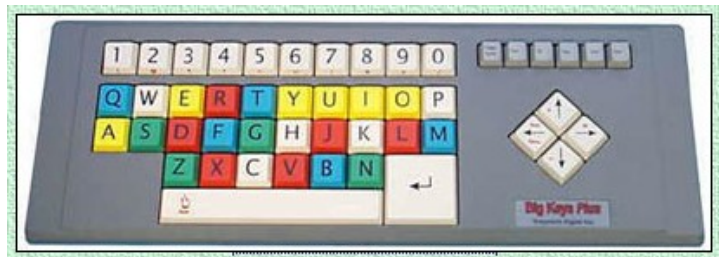 1 2 3 4 5 6 7 8 9 0
Q W E R T Y U I O P
A S D F G H J K L M
Z X C V B N
Big Keys Plus